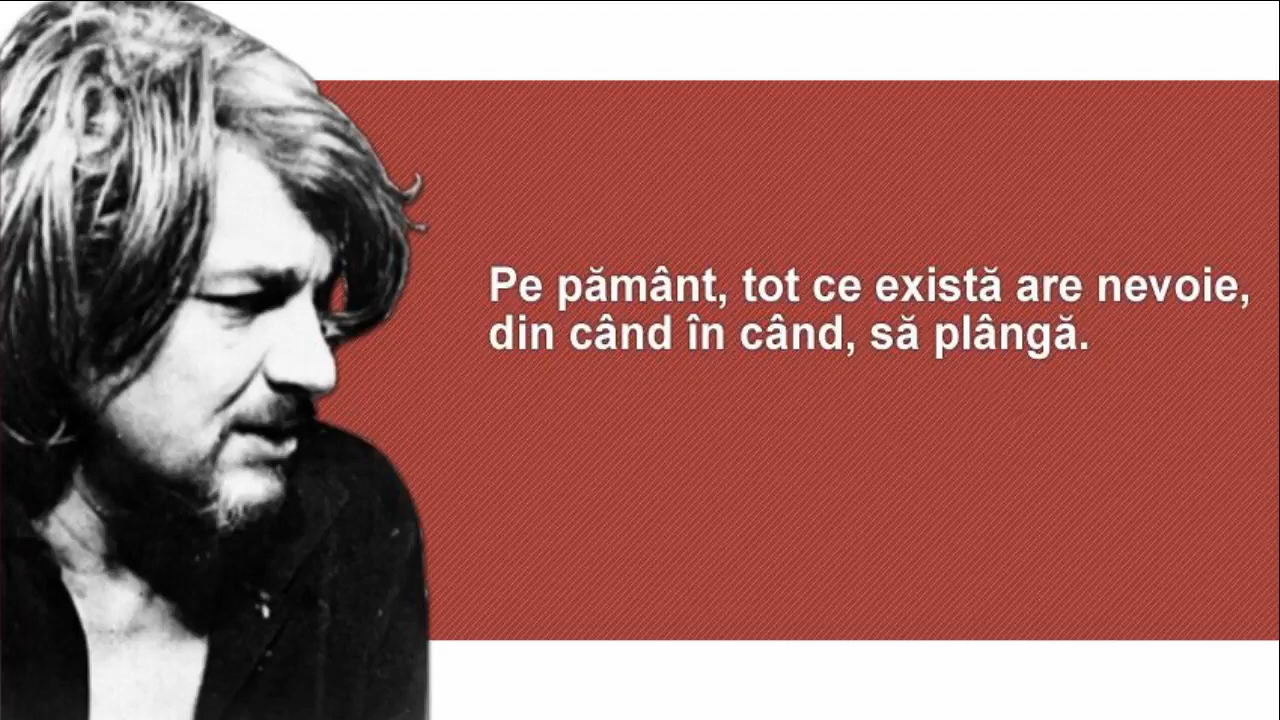 Pe pământ, tot ce există are nevoie,
din când în când, să plângă.